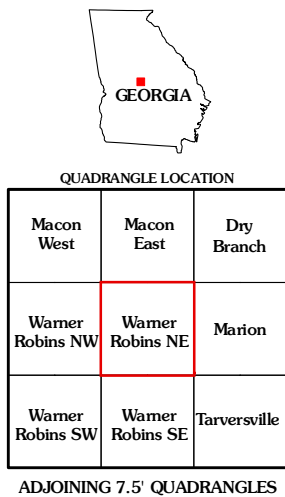 GEORGIA
QUADRANGLE LOCATION
Macon
West
Macon
East
Dry
Branch
Warner
Robins NW
Warner
Robins NE
Marion
Warner
Robins SW
Warner
Robins SE
Tarversville
ADJOINING 7.5' QUADRANGLES